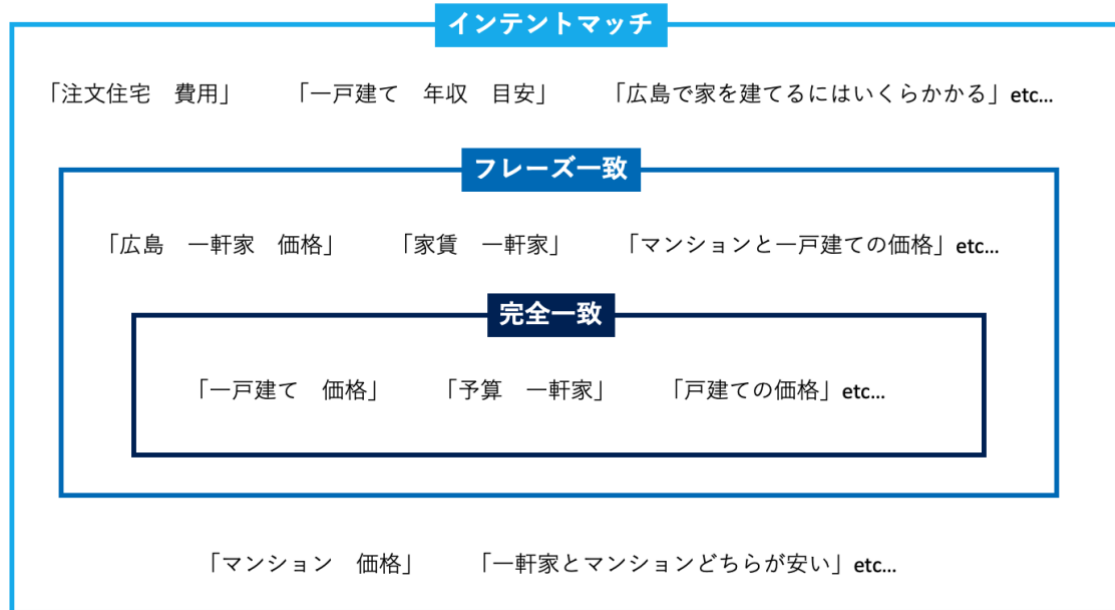 インテントマッチ
「注文住宅　費用」　「一戸建て　年収　目安」　「広島で家を建てるにはいくらかかる」etc...
フレーズ一致
「広島　一軒家　価格」　「家賃　一軒家」　「マンションと一戸建ての価格」etc...
完全一致
「一戸建て　価格」　「予算　一軒家」　「戸建ての価格」etc...
「マンション　価格」　「一軒家とマンションどちらが安い」etc...